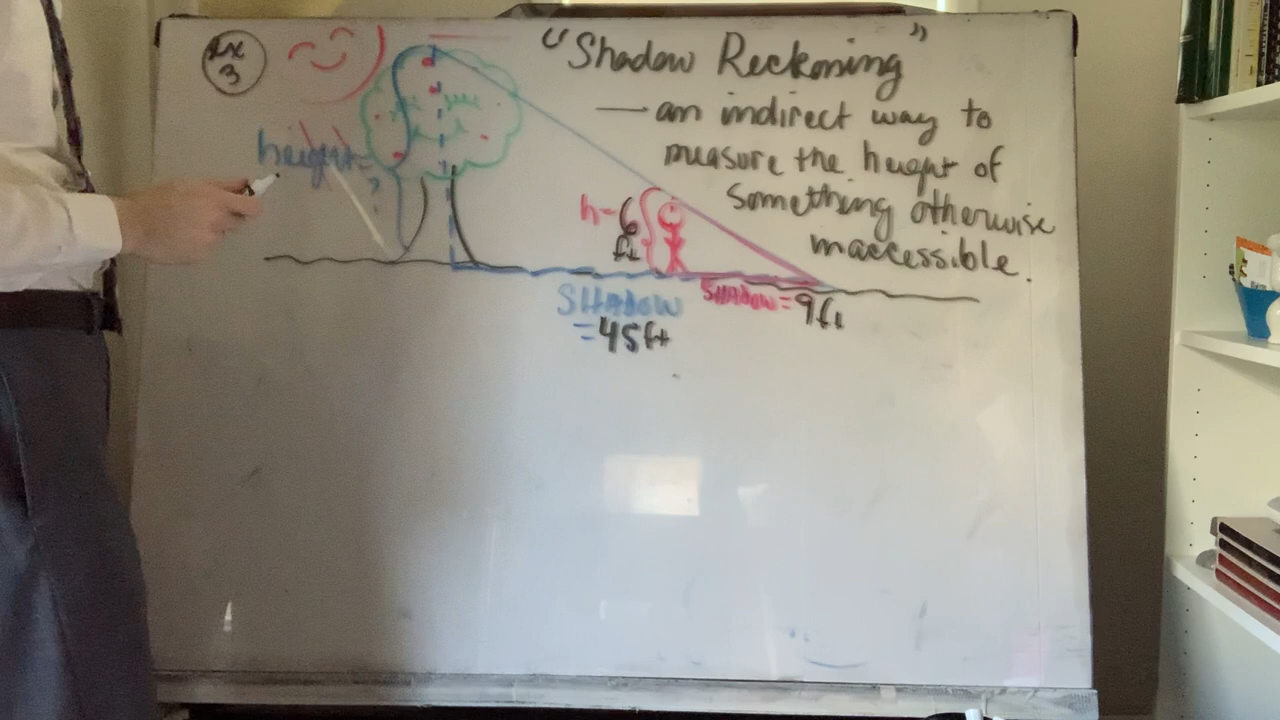 Ex
3
"Shadow Reckoning"
— an indirect way to
measure the height of
something otherwise
inaccessible.
height =
?
h = 6
ft
SHADOW
= 45ft
SHADOW = 9ft